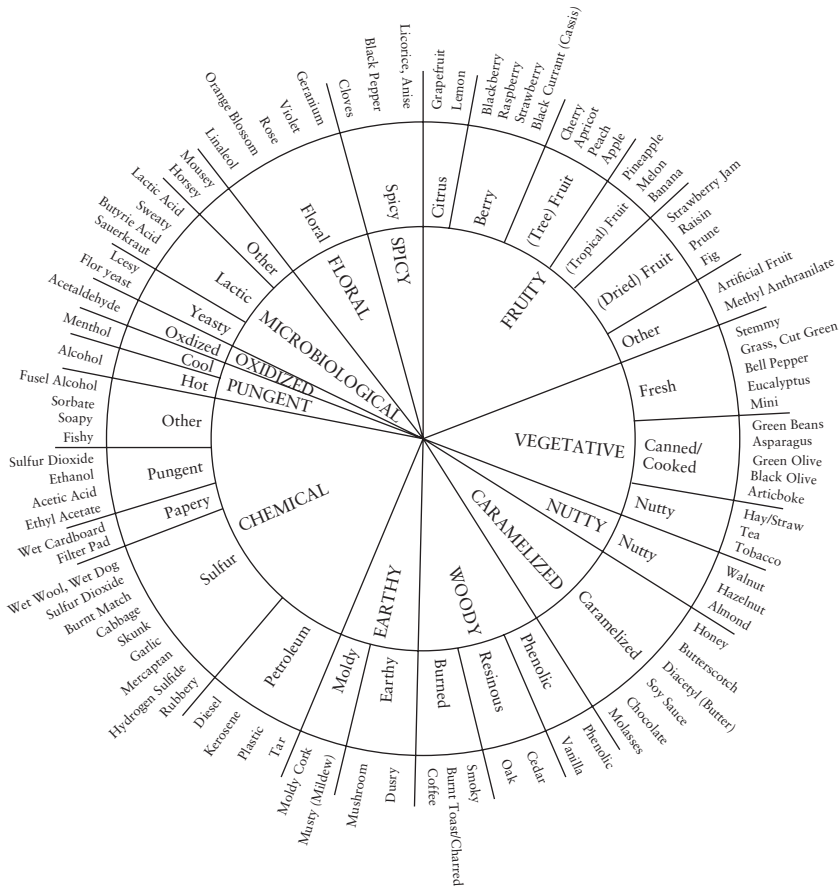 SPICY
Spicy
Licorice, Anise
Black Pepper
Cloves
FRUITY
Citrus
Grapefruit
Lemon
Berry
Blackberry
Raspberry
Strawberry
Black Currant (Cassis)
(Tree) Fruit
Cherry
Apricot
Peach
Apple
(Tropical) Fruit
Pineapple
Melon
Banana
(Dried) Fruit
Strawberry Jam
Raisin
Prune
Fig
Other
Artificial Fruit
Methyl Anthranilate
VEGETATIVE
Fresh
Stemmy
Grass, Cut Green
Bell Pepper
Eucalyptus
Mini
Canned/
Cooked
Green Beans
Asparagus
Green Olive
Black Olive
Articboke
Nutty
Hay/Straw
Tea
Tobacco
NUTTY
Nutty
Walnut
Hazelnut
Almond
CARAMELIZED
Caramelized
Honey
Butterscotch
Diacetyl (Butter)
Soy Sauce
Chocolate
Molasses
WOODY
Phenolic
Phenolic
Vanilla
Resinous
Cedar
Oak
Burned
Smoky
Burnt Toast/Charred
Coffee
EARTHY
Earthy
Dusry
Mushroom
Moldy
Musty (Mildew)
Moldy Cork
CHEMICAL
Petroleum
Tar
Plastic
Kerosene
Diesel
Sulfur
Rubbery
Hydrogen Sulfide
Mercaptan
Garlic
Skunk
Cabbage
Burnt Match
Sulfur Dioxide
Wet Wool, Wet Dog
Papery
Filter Pad
Wet Cardboard
Pungent
Ethyl Acetate
Acetic Acid
Ethanol
Sulfur Dioxide
Other
Fishy
Soapy
Sorbate
Fusel Alcohol
PUNGENT
Hot
Alcohol
Cool
Menthol
OXIDIZED
Oxdized
Acetaldehyde
MICROBIOLOGICAL
Yeasty
Flor yeast
Lcesy
Lactic
Sauerkraut
Butyric Acid
Sweaty
Lactic Acid
Other
Horsey
Mousey
FLORAL
Floral
Linaleol
Orange Blossom
Rose
Violet
Geranium